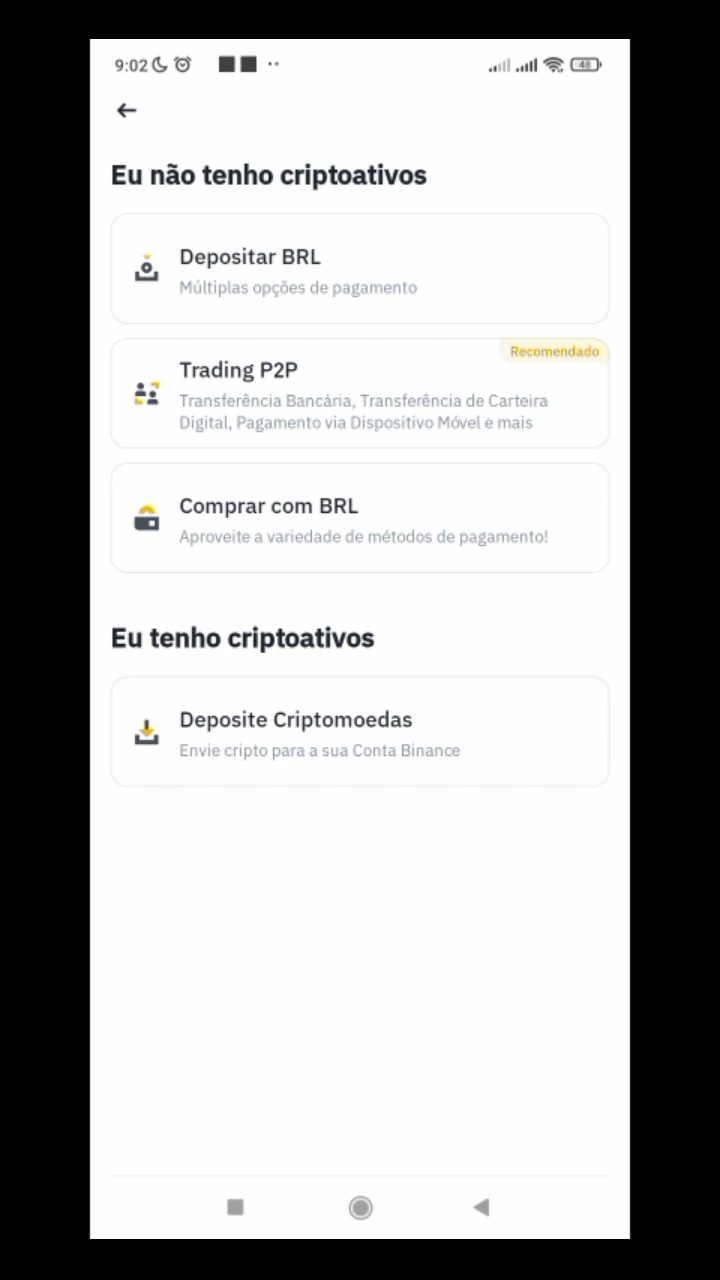 9:02
48
Eu não tenho criptoativos
Depositar BRL
Múltiplas opções de pagamento
Recomendado
Trading P2P
Transferência Bancária, Transferência de Carteira
Digital, Pagamento via Dispositivo Móvel e mais
Comprar com BRL
Aproveite a variedade de métodos de pagamento!
Eu tenho criptoativos
Deposite Criptomoedas
Envie cripto para a sua Conta Binance